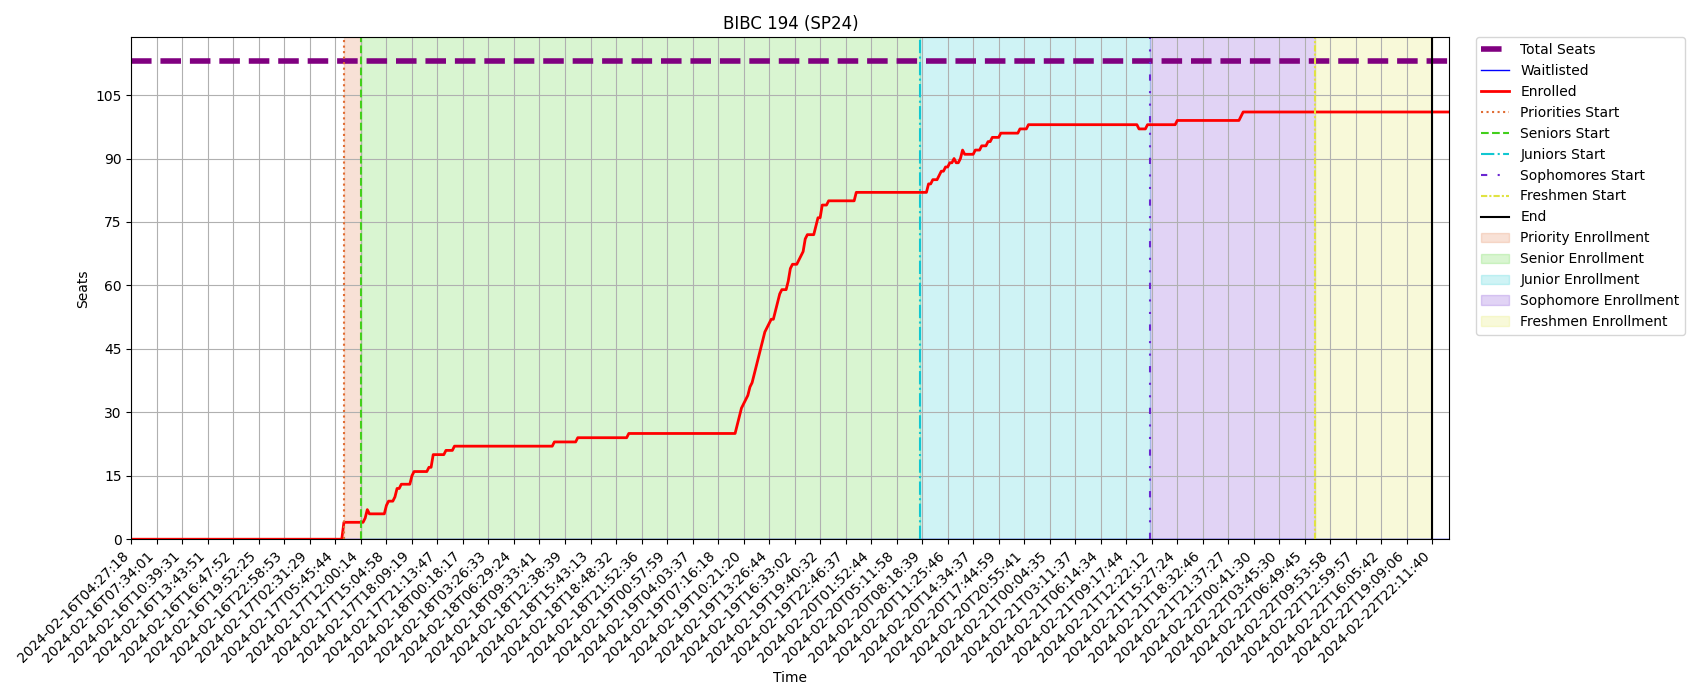 BIBC 194 (SP24)
Seats
105
90
75
60
45
30
15
0
2024-02-16T04:27:18
2024-02-16T07:34:01
2024-02-16T10:39:31
2024-02-16T13:43:51
2024-02-16T16:47:52
2024-02-16T19:52:25
2024-02-16T22:58:53
2024-02-17T02:31:29
2024-02-17T05:45:44
2024-02-17T12:00:14
2024-02-17T15:04:58
2024-02-17T18:09:19
2024-02-17T21:13:47
2024-02-18T00:18:17
2024-02-18T03:26:33
2024-02-18T06:29:24
2024-02-18T09:33:41
2024-02-18T12:38:39
2024-02-18T15:43:13
2024-02-18T18:48:32
2024-02-18T21:52:36
2024-02-19T00:57:59
2024-02-19T04:03:37
2024-02-19T07:16:18
2024-02-19T10:21:20
2024-02-19T13:26:44
2024-02-19T16:33:02
2024-02-19T19:40:32
2024-02-19T22:46:37
2024-02-20T01:52:44
2024-02-20T05:11:58
2024-02-20T08:18:39
2024-02-20T11:25:46
2024-02-20T14:34:37
2024-02-20T17:44:59
2024-02-20T20:55:41
2024-02-21T00:04:35
2024-02-21T03:11:37
2024-02-21T06:14:34
2024-02-21T09:17:44
2024-02-21T12:22:12
2024-02-21T15:27:24
2024-02-21T18:32:46
2024-02-21T21:37:27
2024-02-22T00:41:30
2024-02-22T03:45:30
2024-02-22T06:49:45
2024-02-22T09:53:58
2024-02-22T12:59:57
2024-02-22T16:05:42
2024-02-22T19:09:06
2024-02-22T22:11:40
Time
Total Seats
Waitlisted
Enrolled
Priorities Start
Seniors Start
Juniors Start
Sophomores Start
Freshmen Start
End
Priority Enrollment
Senior Enrollment
Junior Enrollment
Sophomore Enrollment
Freshmen Enrollment